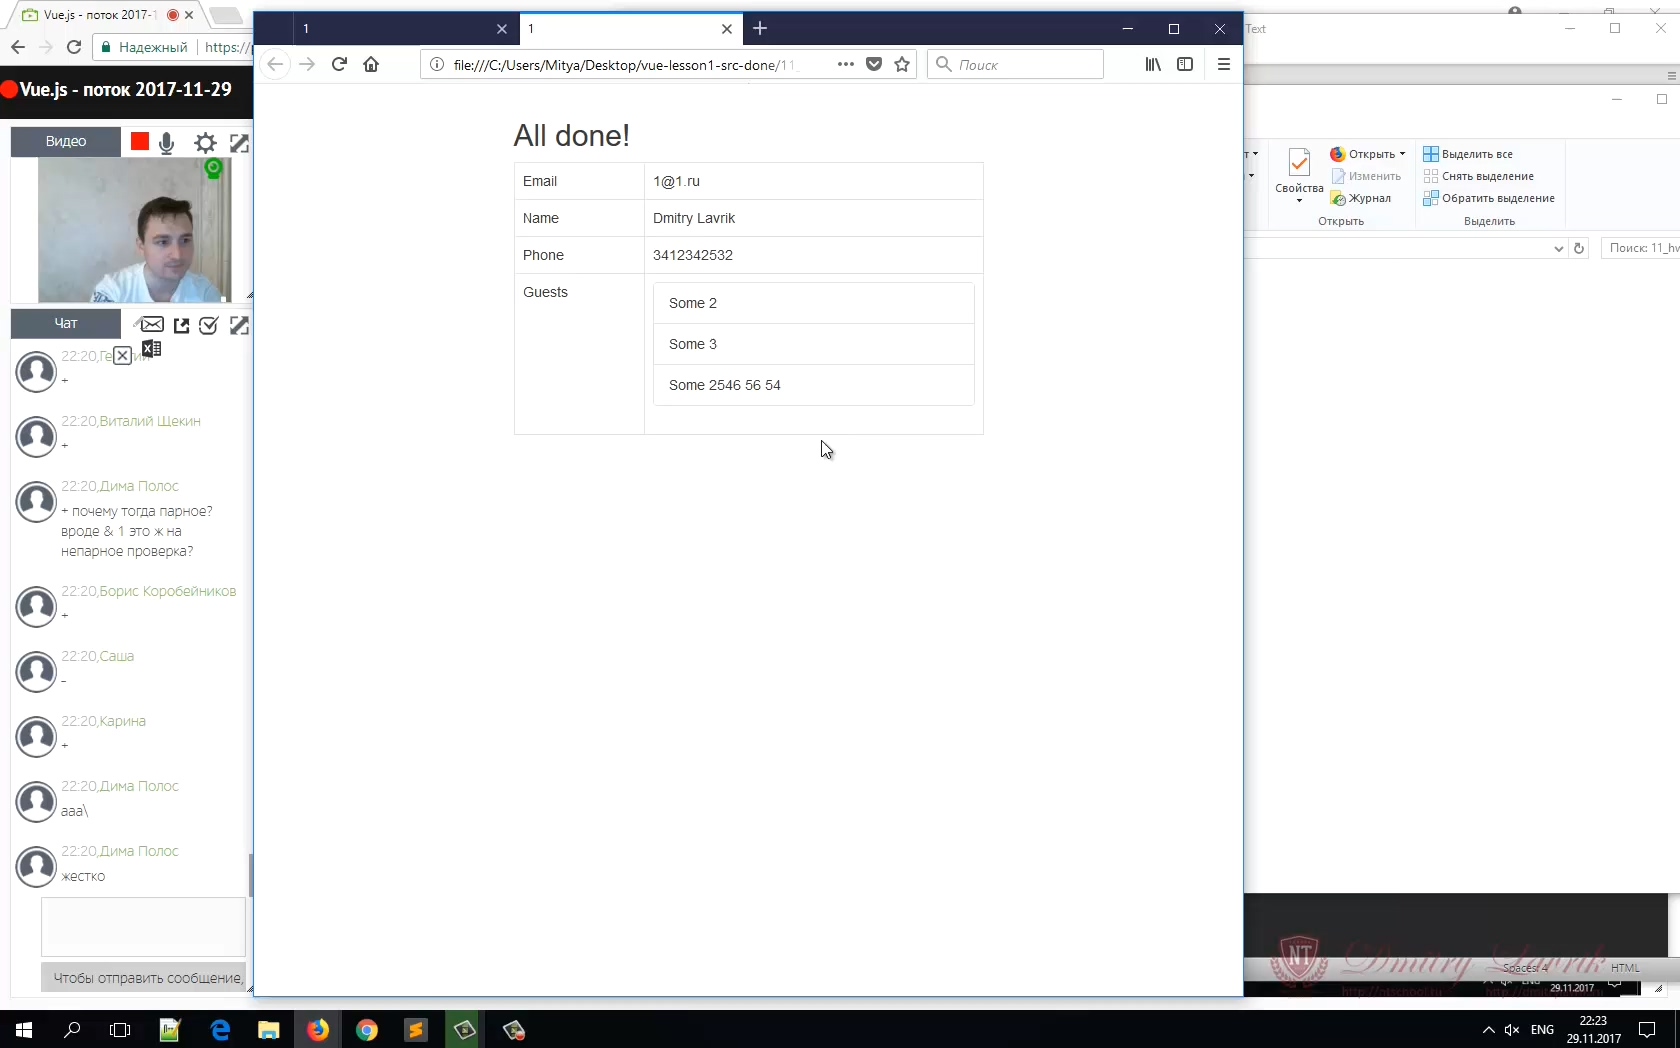 Vue.js - поток 2017-1
Надежный
https://
Vue.js - поток 2017-11-29
Видео
Чат
22:20,
+
22:20,Виталий Щекин
+
22:20,Дима Полос
+ почему тогда парное?
вроде & 1 это ж на
непарное проверка?
22:20,Борис Коробейников
+
22:20,Саша
-
22:20,Карина
+
22:20,Дима Полос
ааа\
22:20,Дима Полос
жестко
Чтобы отправить сообщение,
1
1
file:///C:/Users/Mitya/Desktop/vue-lesson1-src-done/11_
Поиск
All done!
Email
1@1.ru
Name
Dmitry Lavrik
Phone
3412342532
Guests
Some 2
Some 3
Some 2546 56 54
Text
Свойства
Открыть
Изменить
Журнал
Открыть
Выделить все
Снять выделение
Обратить выделение
Выделить
Поиск: 11_hw
NT
Dmitry Lavrik
Spaces: 4
HTML
ENG
29.11.2017
ENG
22:23
29.11.2017